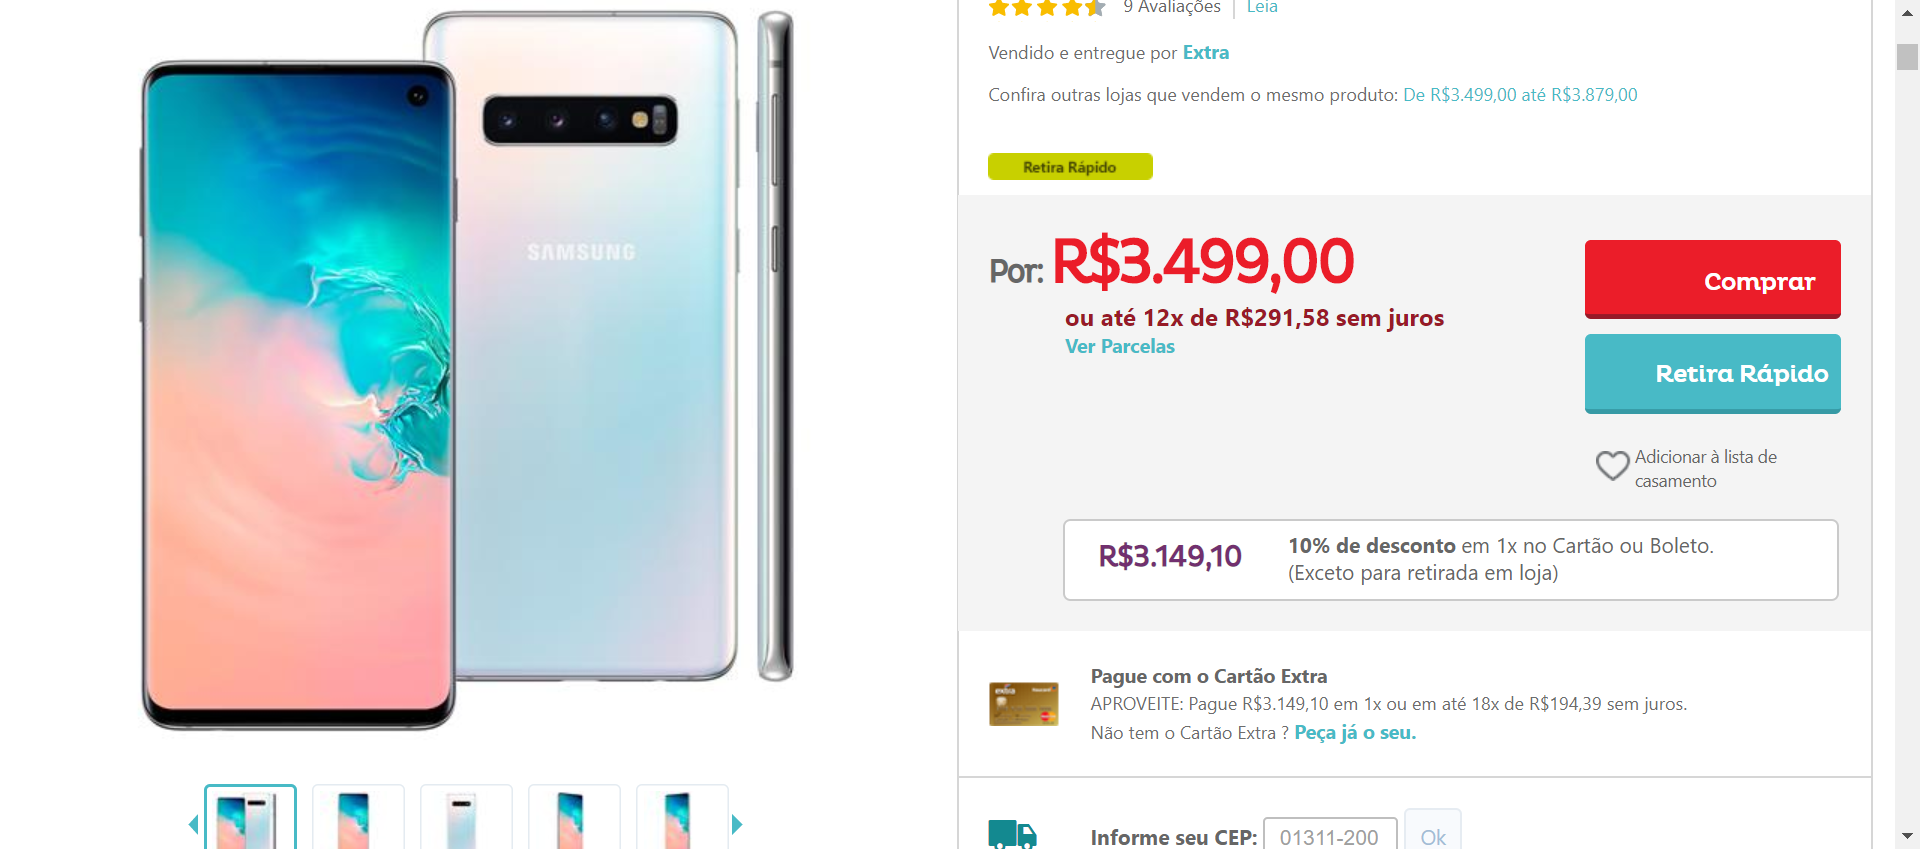 9 Avaliações | Leia
Vendido e entregue por Extra
Confira outras lojas que vendem o mesmo produto: De R$3.499,00 até R$3.879,00
Retira Rápido
SAMSUNG
Por: R$3.499,00
ou até 12x de R$291,58 sem juros
Ver Parcelas
Comprar
Retira Rápido
Adicionar à lista de
casamento
R$3.149,10
10% de desconto em 1x no Cartão ou Boleto.
(Exceto para retirada em loja)
extra
Pague com o Cartão Extra
APROVEITE: Pague R$3.149,10 em 1x ou em até 18x de R$194,39 sem juros.
Não tem o Cartão Extra ? Peça já o seu.
Informe seu CEP: 01311-200 Ok